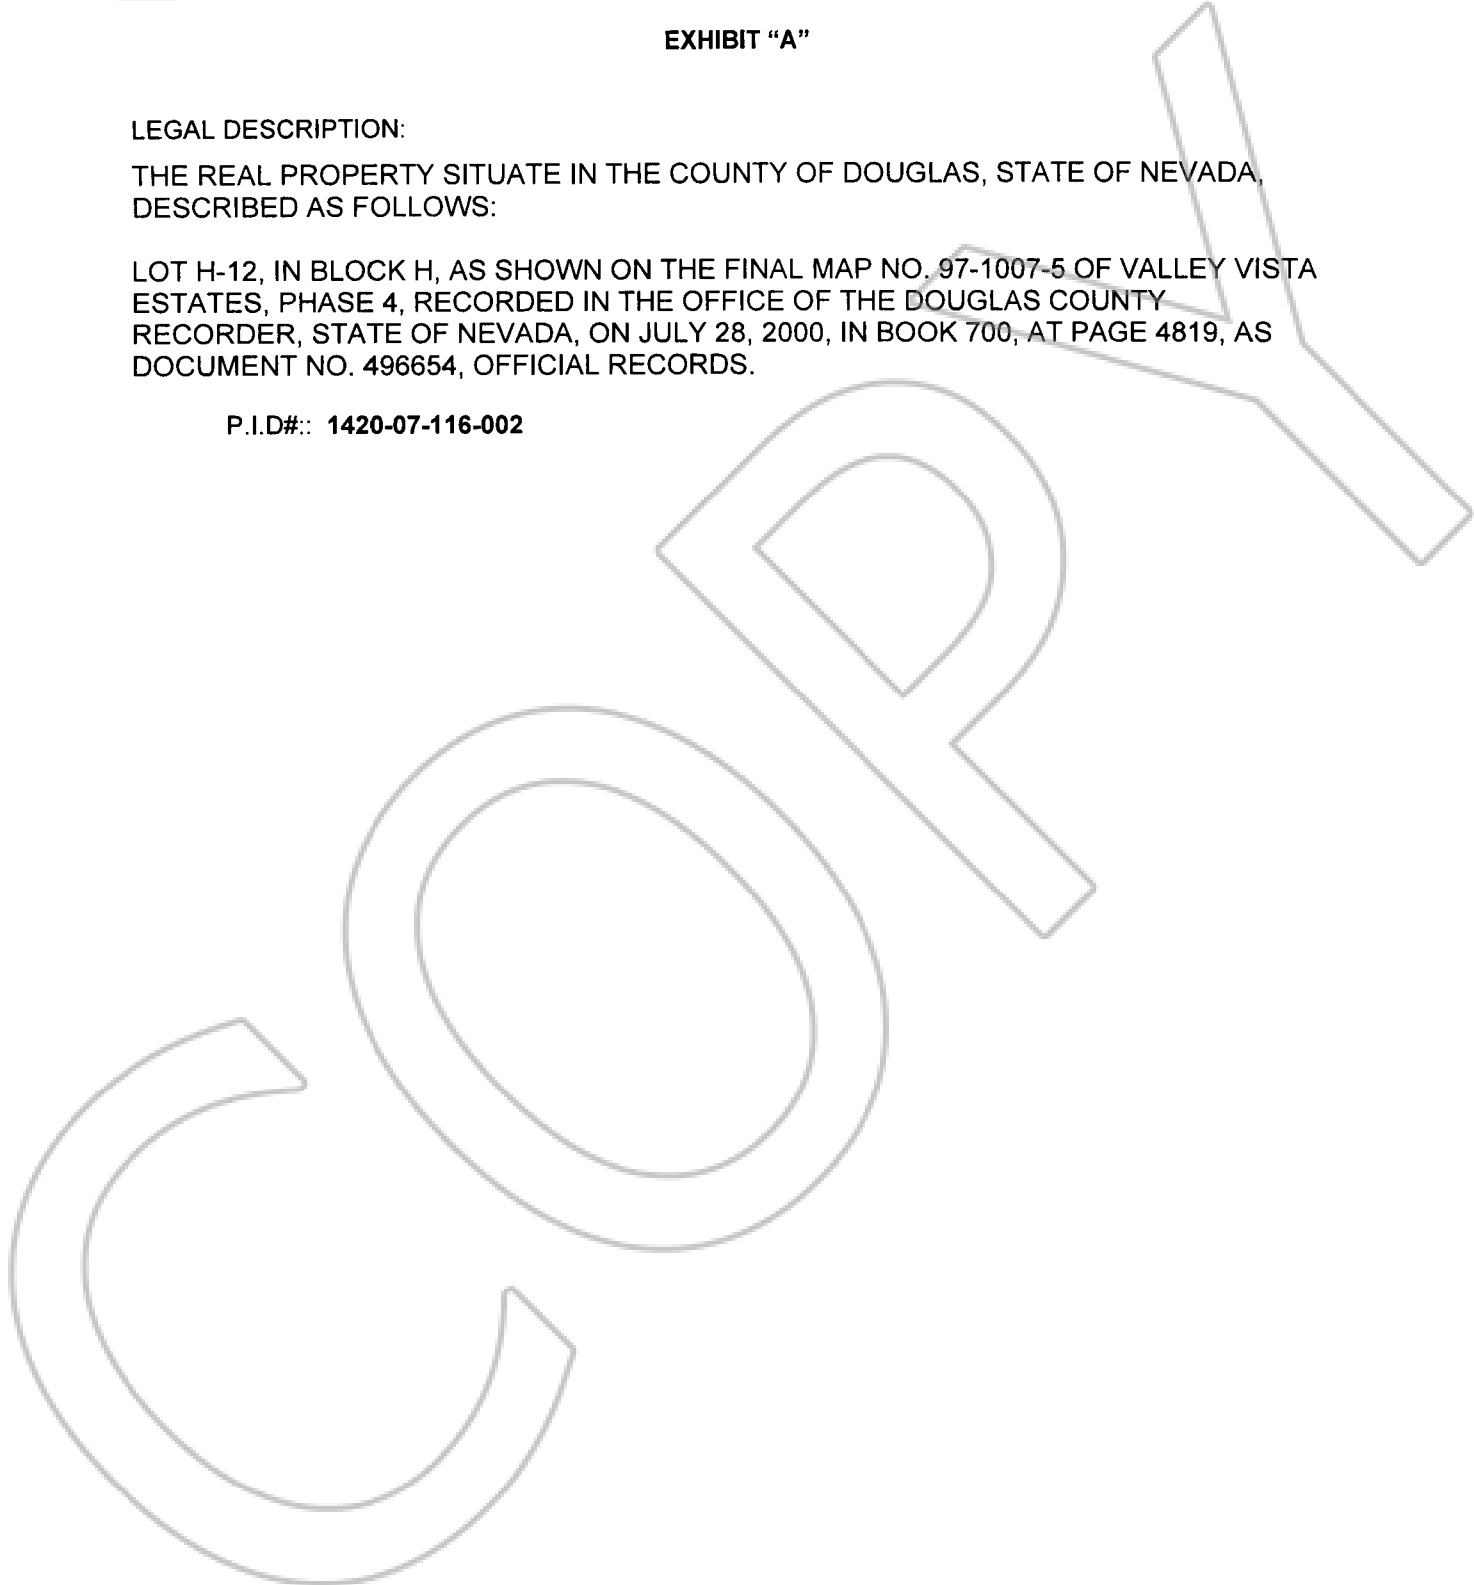 EXHIBIT “A”
LEGAL DESCRIPTION:
THE REAL PROPERTY SITUATE IN THE COUNTY OF DOUGLAS, STATE OF NEVADA,
DESCRIBED AS FOLLOWS:
LOT H-12, IN BLOCK H, AS SHOWN ON THE FINAL MAP NO. 97-1007-5 OF VALLEY VISTA
ESTATES, PHASE 4, RECORDED IN THE OFFICE OF THE DOUGLAS COUNTY
RECORDER, STATE OF NEVADA, ON JULY 28, 2000, IN BOOK 700, AT PAGE 4819, AS
DOCUMENT NO. 496654, OFFICIAL RECORDS.
P.I.D#:: 1420-07-116-002
COPY